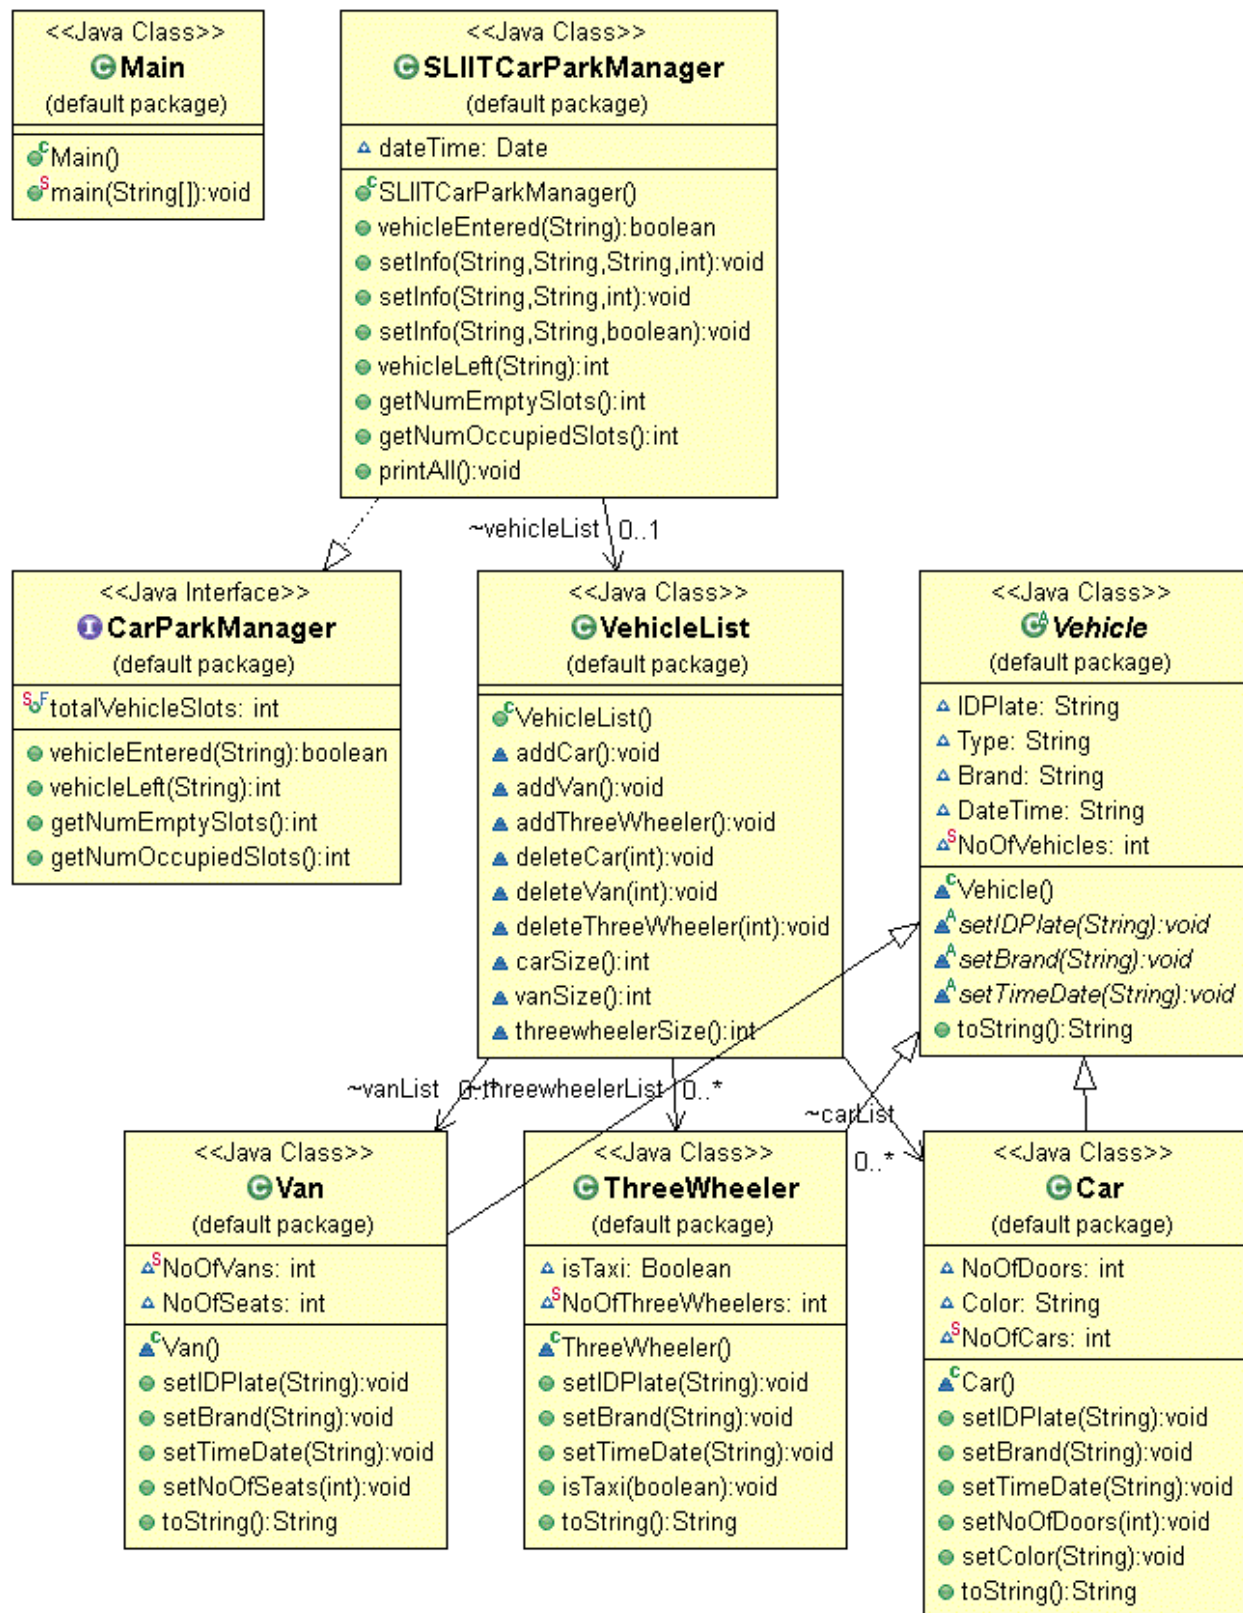 <<Java Class>>
Main
(default package)
Main()
main(String[]):void
<<Java Class>>
SLIITCarParkManager
(default package)
dateTime: Date
SLIITCarParkManager()
vehicleEntered(String):boolean
setInfo(String,String,String,int):void
setInfo(String,String,int):void
setInfo(String,String,boolean):void
vehicleLeft(String):int
getNumEmptySlots():int
getNumOccupiedSlots():int
printAll():void
~vehicleList 0..1
<<Java Interface>>
CarParkManager
(default package)
totalVehicleSlots: int
vehicleEntered(String):boolean
vehicleLeft(String):int
getNumEmptySlots():int
getNumOccupiedSlots():int
<<Java Class>>
VehicleList
(default package)
VehicleList()
addCar():void
addVan():void
addThreeWheeler():void
deleteCar(int):void
deleteVan(int):void
deleteThreeWheeler(int):void
carSize():int
vanSize():int
threewheelerSize():int
<<Java Class>>
Vehicle
(default package)
IDPlate: String
Type: String
Brand: String
DateTime: String
NoOfVehicles: int
Vehicle()
setIDPlate(String):void
setBrand(String):void
setTimeDate(String):void
toString():String
~vanList 0..*
~threewheelerList 0..*
~carList
0..*
<<Java Class>>
Van
(default package)
NoOfVans: int
NoOfSeats: int
Van()
setIDPlate(String):void
setBrand(String):void
setTimeDate(String):void
setNoOfSeats(int):void
toString():String
<<Java Class>>
ThreeWheeler
(default package)
isTaxi: Boolean
NoOfThreeWheelers: int
ThreeWheeler()
setIDPlate(String):void
setBrand(String):void
setTimeDate(String):void
isTaxi(boolean):void
toString():String
<<Java Class>>
Car
(default package)
NoOfDoors: int
Color: String
NoOfCars: int
Car()
setIDPlate(String):void
setBrand(String):void
setTimeDate(String):void
setNoOfDoors(int):void
setColor(String):void
toString():String